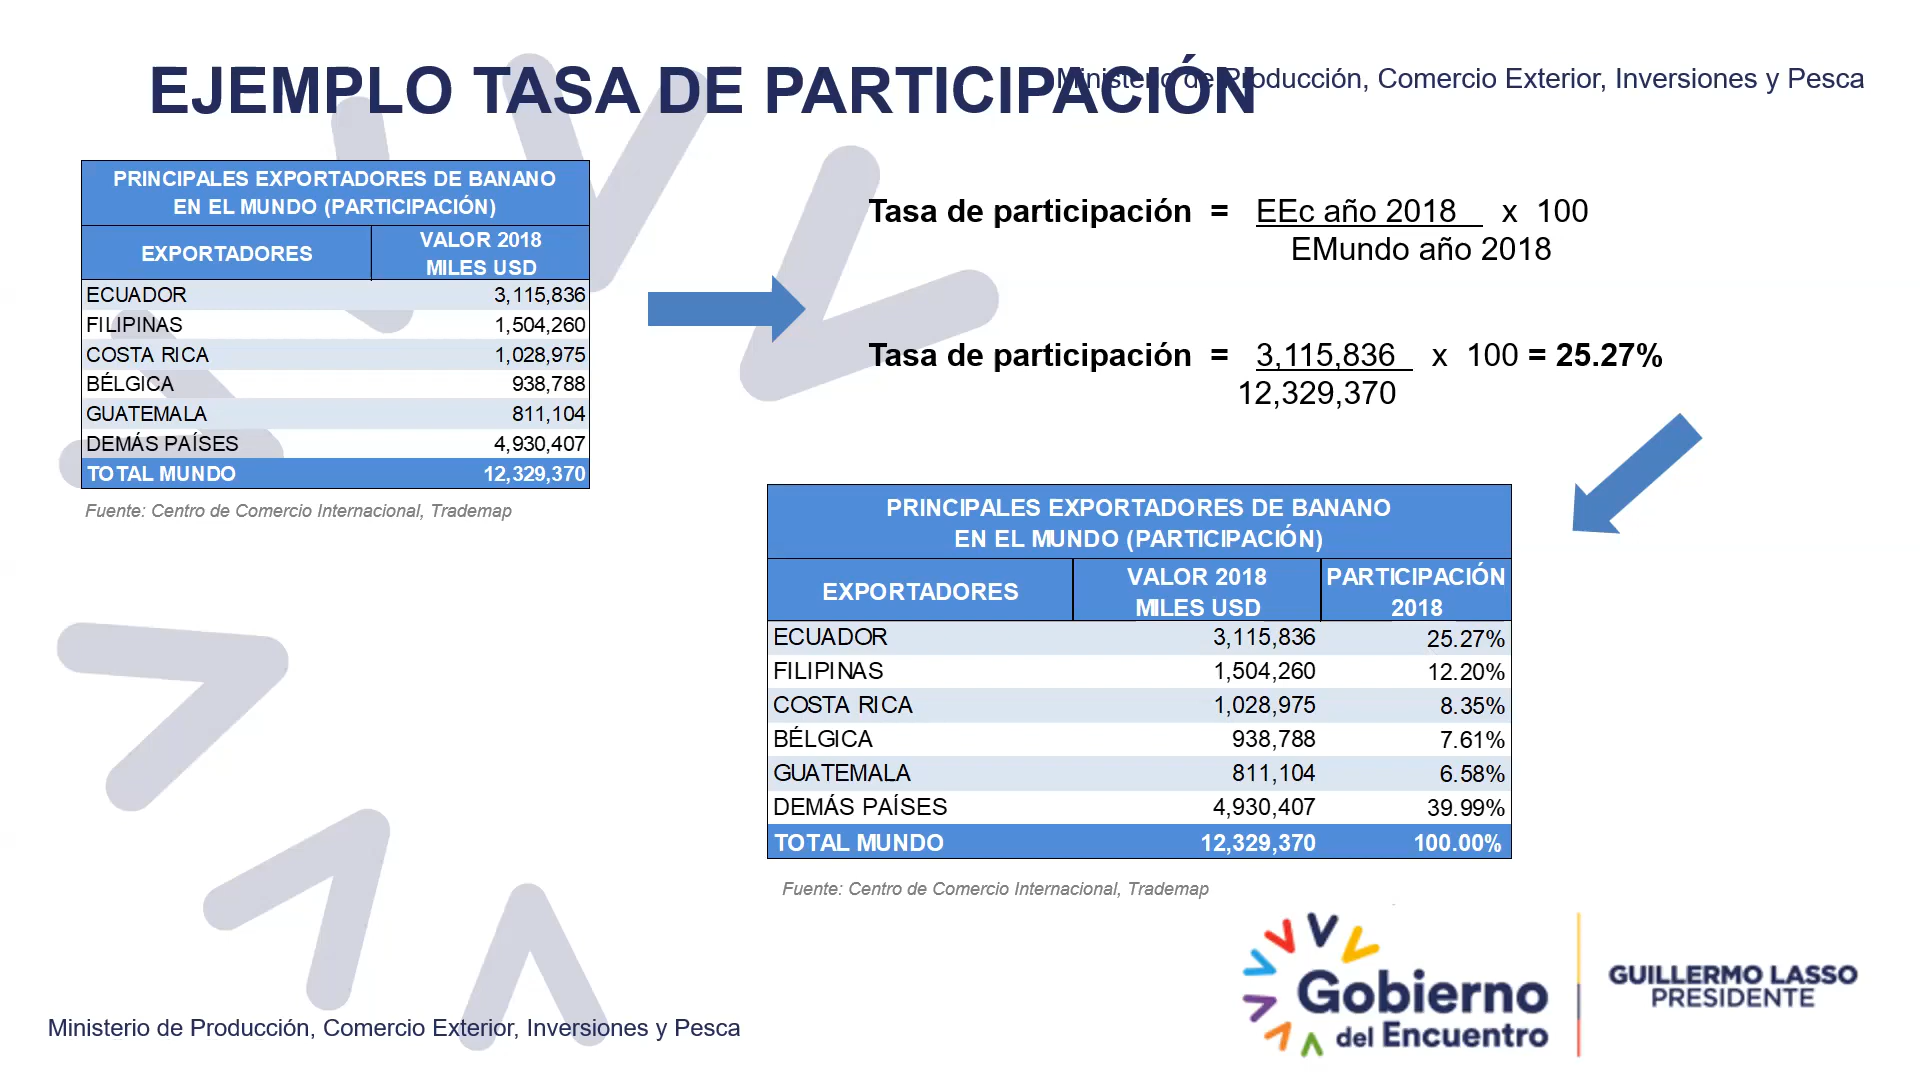 EJEMPLO TASA DE PARTICIPACIÓN
Ministerio de Producción, Comercio Exterior, Inversiones y Pesca
PRINCIPALES EXPORTADORES DE BANANO
EN EL MUNDO (PARTICIPACIÓN)
EXPORTADORES VALOR 2018 MILES USD
ECUADOR 3,115,836
FILIPINAS 1,504,260
COSTA RICA 1,028,975
BÉLGICA 938,788
GUATEMALA 811,104
DEMÁS PAÍSES 4,930,407
TOTAL MUNDO 12,329,370
Fuente: Centro de Comercio Internacional, Trademap
Tasa de participación = EEc año 2018 x 100
EMundo año 2018
Tasa de participación = 3,115,836 x 100 = 25.27%
12,329,370
PRINCIPALES EXPORTADORES DE BANANO
EN EL MUNDO (PARTICIPACIÓN)
EXPORTADORES VALOR 2018 MILES USD PARTICIPACIÓN 2018
ECUADOR 3,115,836 25.27%
FILIPINAS 1,504,260 12.20%
COSTA RICA 1,028,975 8.35%
BÉLGICA 938,788 7.61%
GUATEMALA 811,104 6.58%
DEMÁS PAÍSES 4,930,407 39.99%
TOTAL MUNDO 12,329,370 100.00%
Fuente: Centro de Comercio Internacional, Trademap
Ministerio de Producción, Comercio Exterior, Inversiones y Pesca
Gobierno
del Encuentro
GUILLERMO LASSO
PRESIDENTE